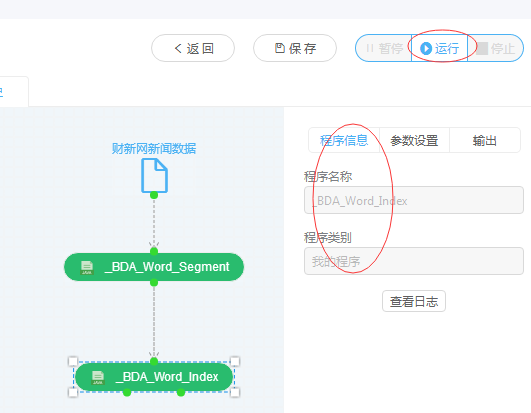 返回
保存
暂停
运行
停止
财新网新闻数据
程序信息
参数设置
输出
程序名称
_BDA_Word_Index
_BDA_Word_Segment
程序类别
我的程序
查看日志
_BDA_Word_Index